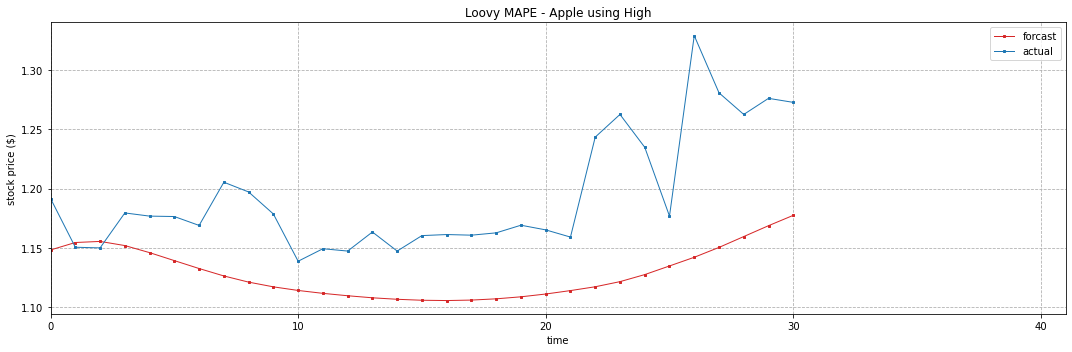 Loovy MAPE - Apple using High
forcast
actual
stock price ($)
1.30
1.25
1.20
1.15
1.10
0
10
20
30
40
time